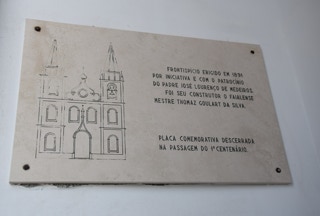 FRONTISPÍCIO ERIGIDO EM 1891
POR INICIATIVA E COM O PATROCÍNIO
DO PADRE JOSÉ LOURENÇO DE MEDEIROS.
FOI SEU CONSTRUTOR O FAIALENSE
MESTRE THOMAZ GOULART DA SILVA.
PLACA COMEMORATIVA DESCERRADA
NA PASSAGEM DO 1º CENTENÁRIO.